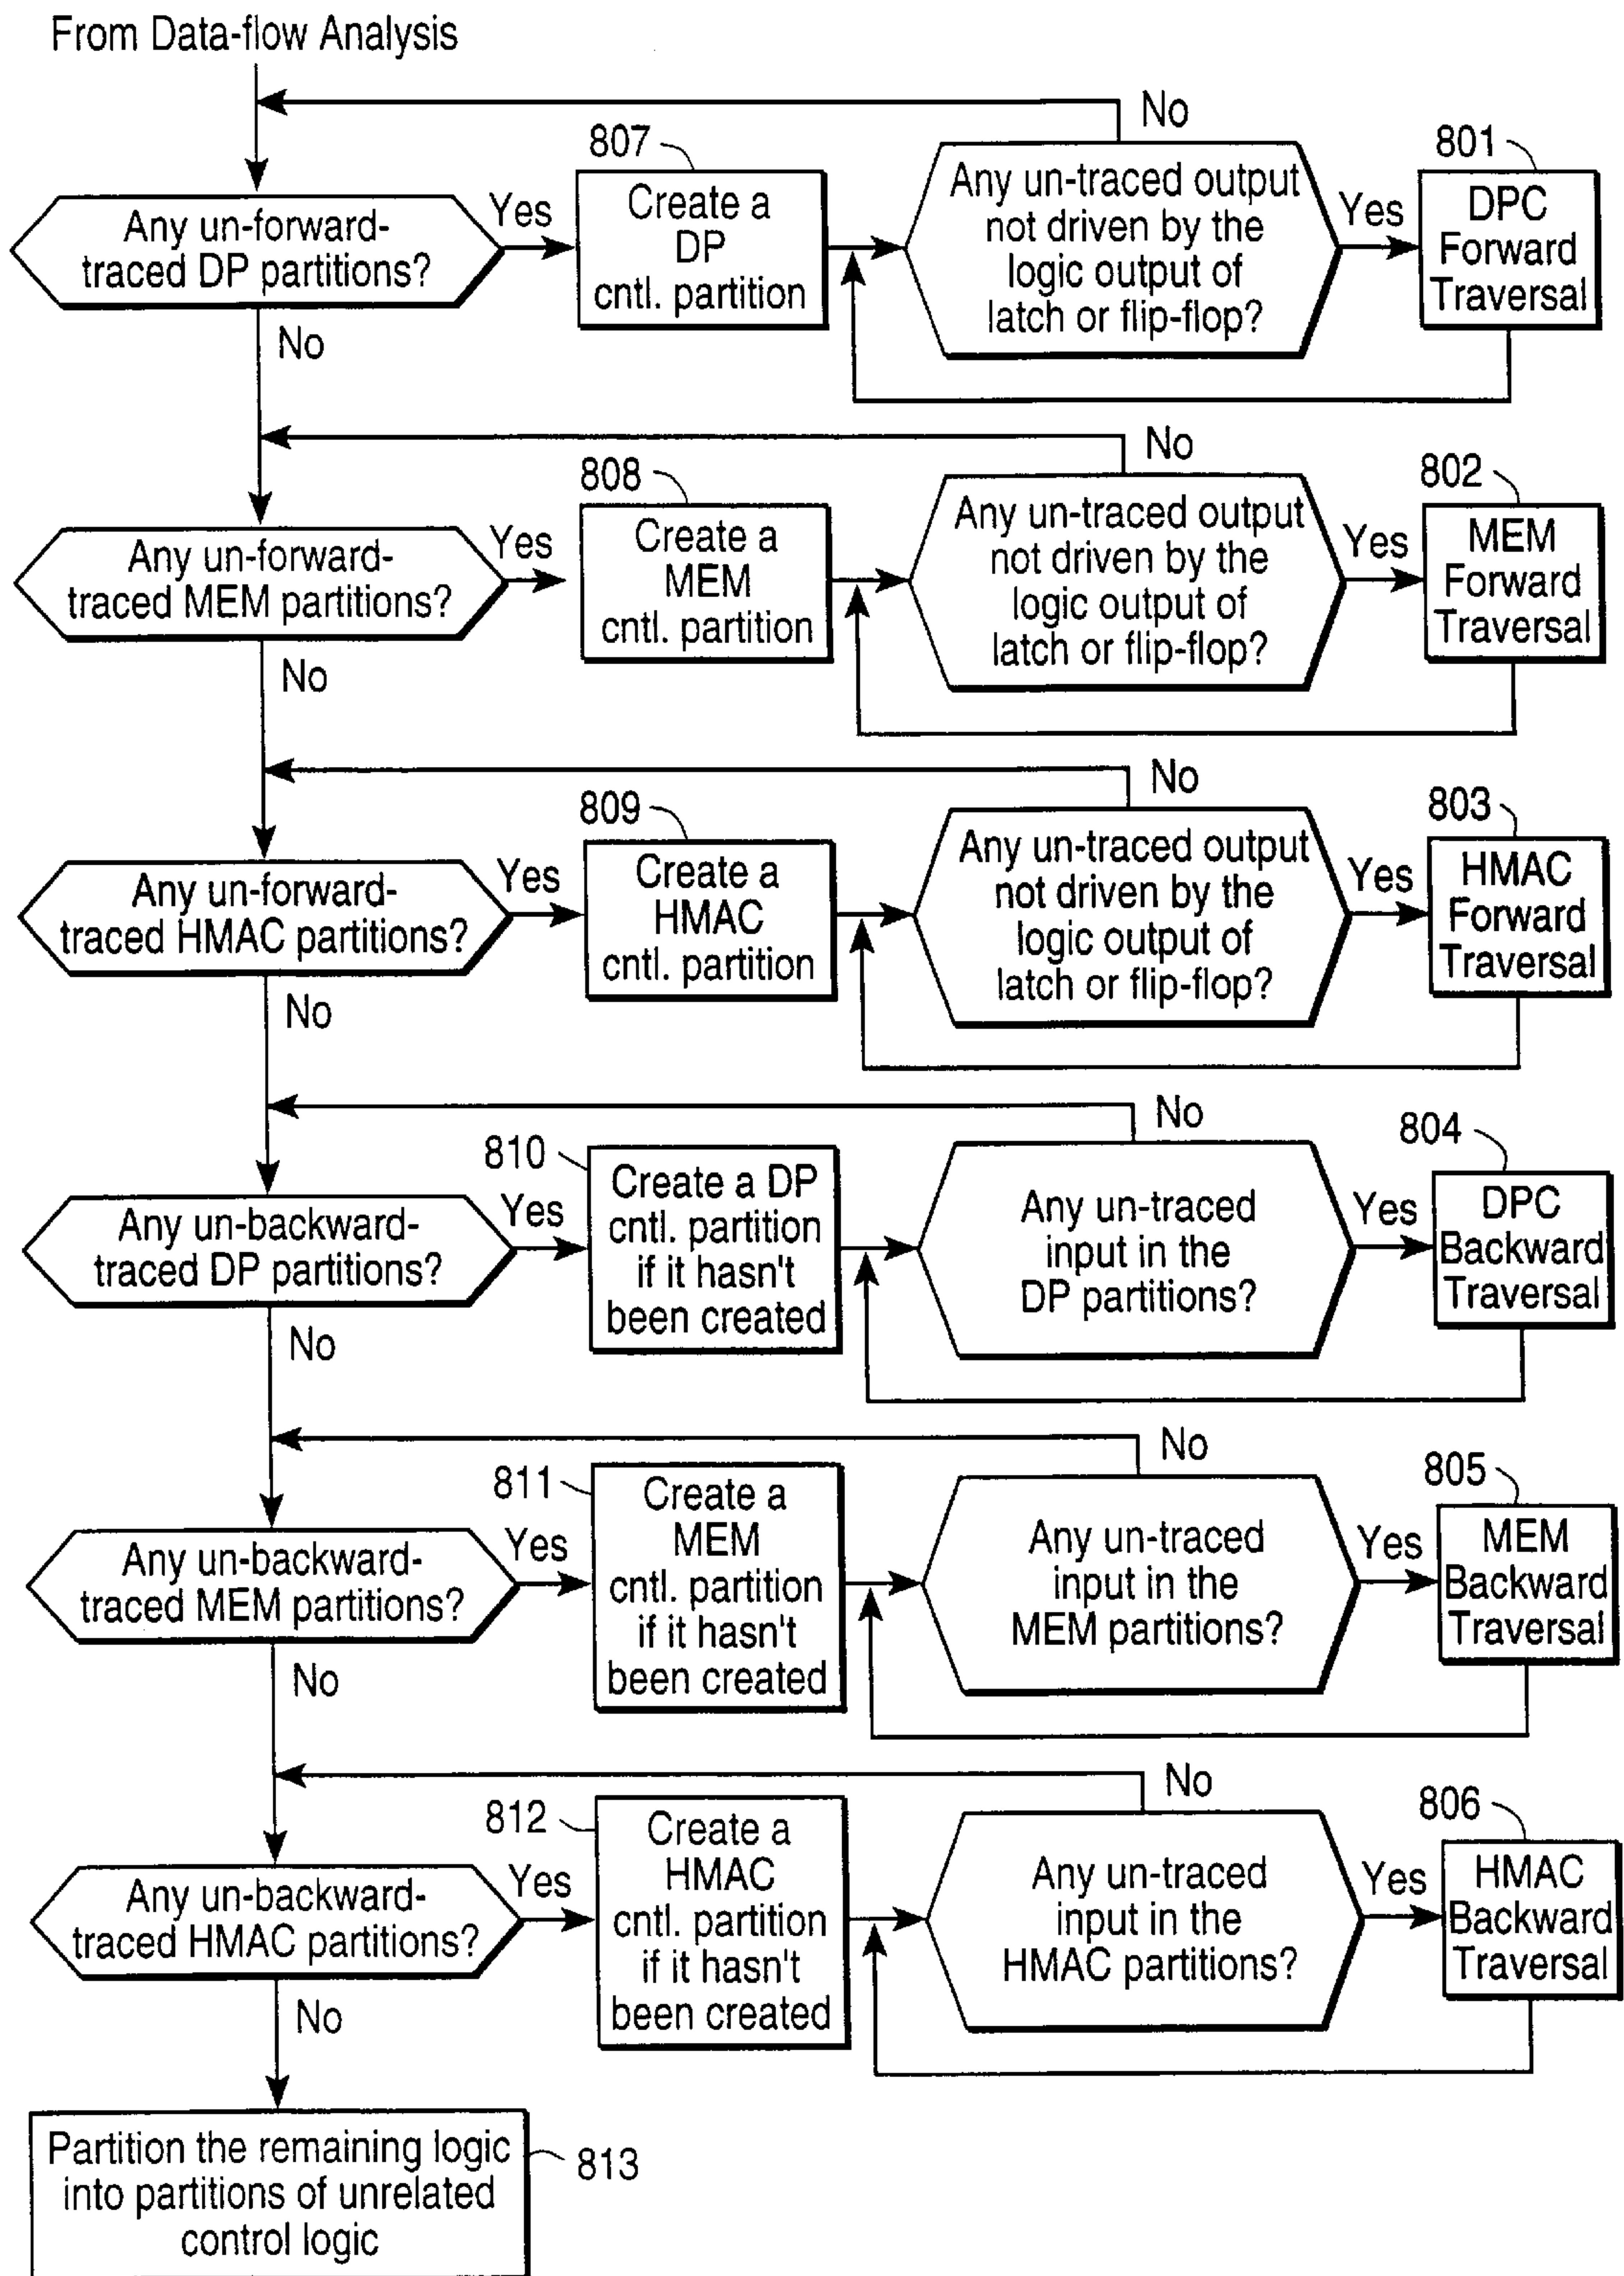 From Data-flow Analysis
No
807
801
Any un-forward-
traced DP partitions?
Yes
Create a
DP
cntl. partition
Any un-traced output
not driven by the
logic output of
latch or flip-flop?
Yes
DPC
Forward
Traversal
No
No
808
802
Any un-forward-
traced MEM partitions?
Yes
Create a
MEM
cntl. partition
Any un-traced output
not driven by the
logic output of
latch or flip-flop?
Yes
MEM
Forward
Traversal
No
No
809
803
Any un-forward-
traced HMAC partitions?
Yes
Create a
HMAC
cntl. partition
Any un-traced output
not driven by the
logic output of
latch or flip-flop?
Yes
HMAC
Forward
Traversal
No
No
810
804
Any un-backward-
traced DP partitions?
Yes
Create a DP
cntl. partition
if it hasn't
been created
Any un-traced
input in the
DP partitions?
Yes
DPC
Backward
Traversal
No
No
811
805
Any un-backward-
traced MEM partitions?
Yes
Create a
MEM
cntl. partition
if it hasn't
been created
Any un-traced
input in the
MEM partitions?
Yes
MEM
Backward
Traversal
No
No
812
806
Any un-backward-
traced HMAC partitions?
Yes
Create a
HMAC
cntl. partition
if it hasn't
been created
Any un-traced
input in the
HMAC partitions?
Yes
HMAC
Backward
Traversal
No
Partition the remaining logic
into partitions of unrelated
control logic
813